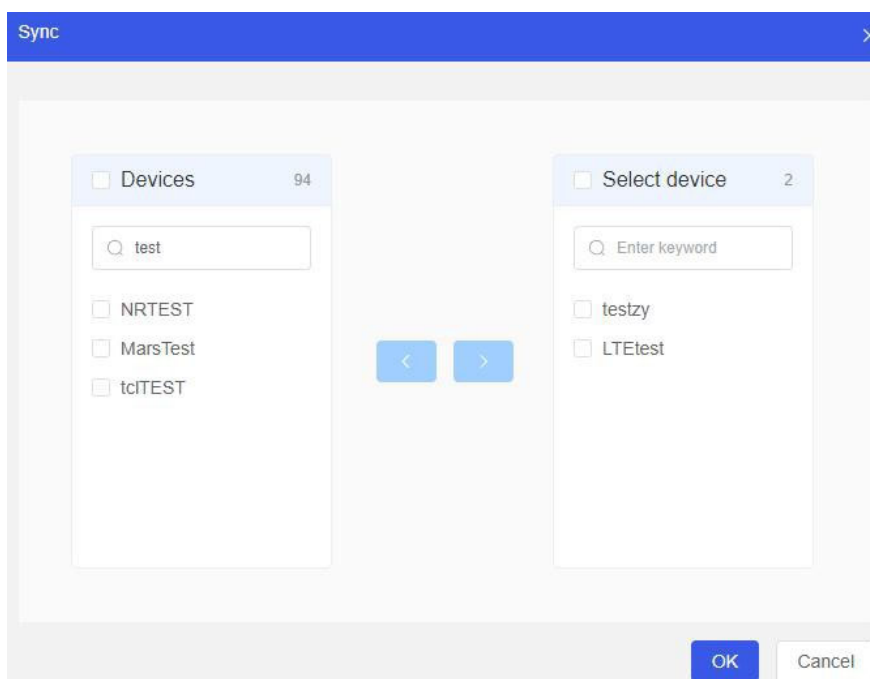 Sync
Devices 94
test
NRTEST
MarsTest
tclTEST
Select device 2
Enter keyword
testzy
LTEtest
OK
Cancel